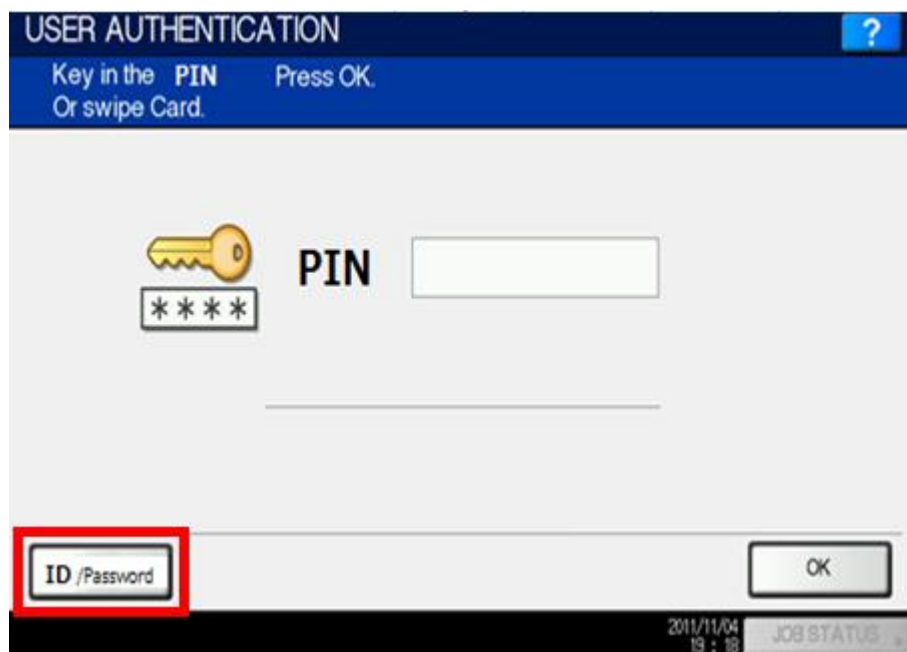 USER AUTHENTICATION
?
Key in the PIN Press OK.
Or swipe Card.
PIN
****
ID /Password
OK
2011/11/04
19 : 18
JOB STATUS